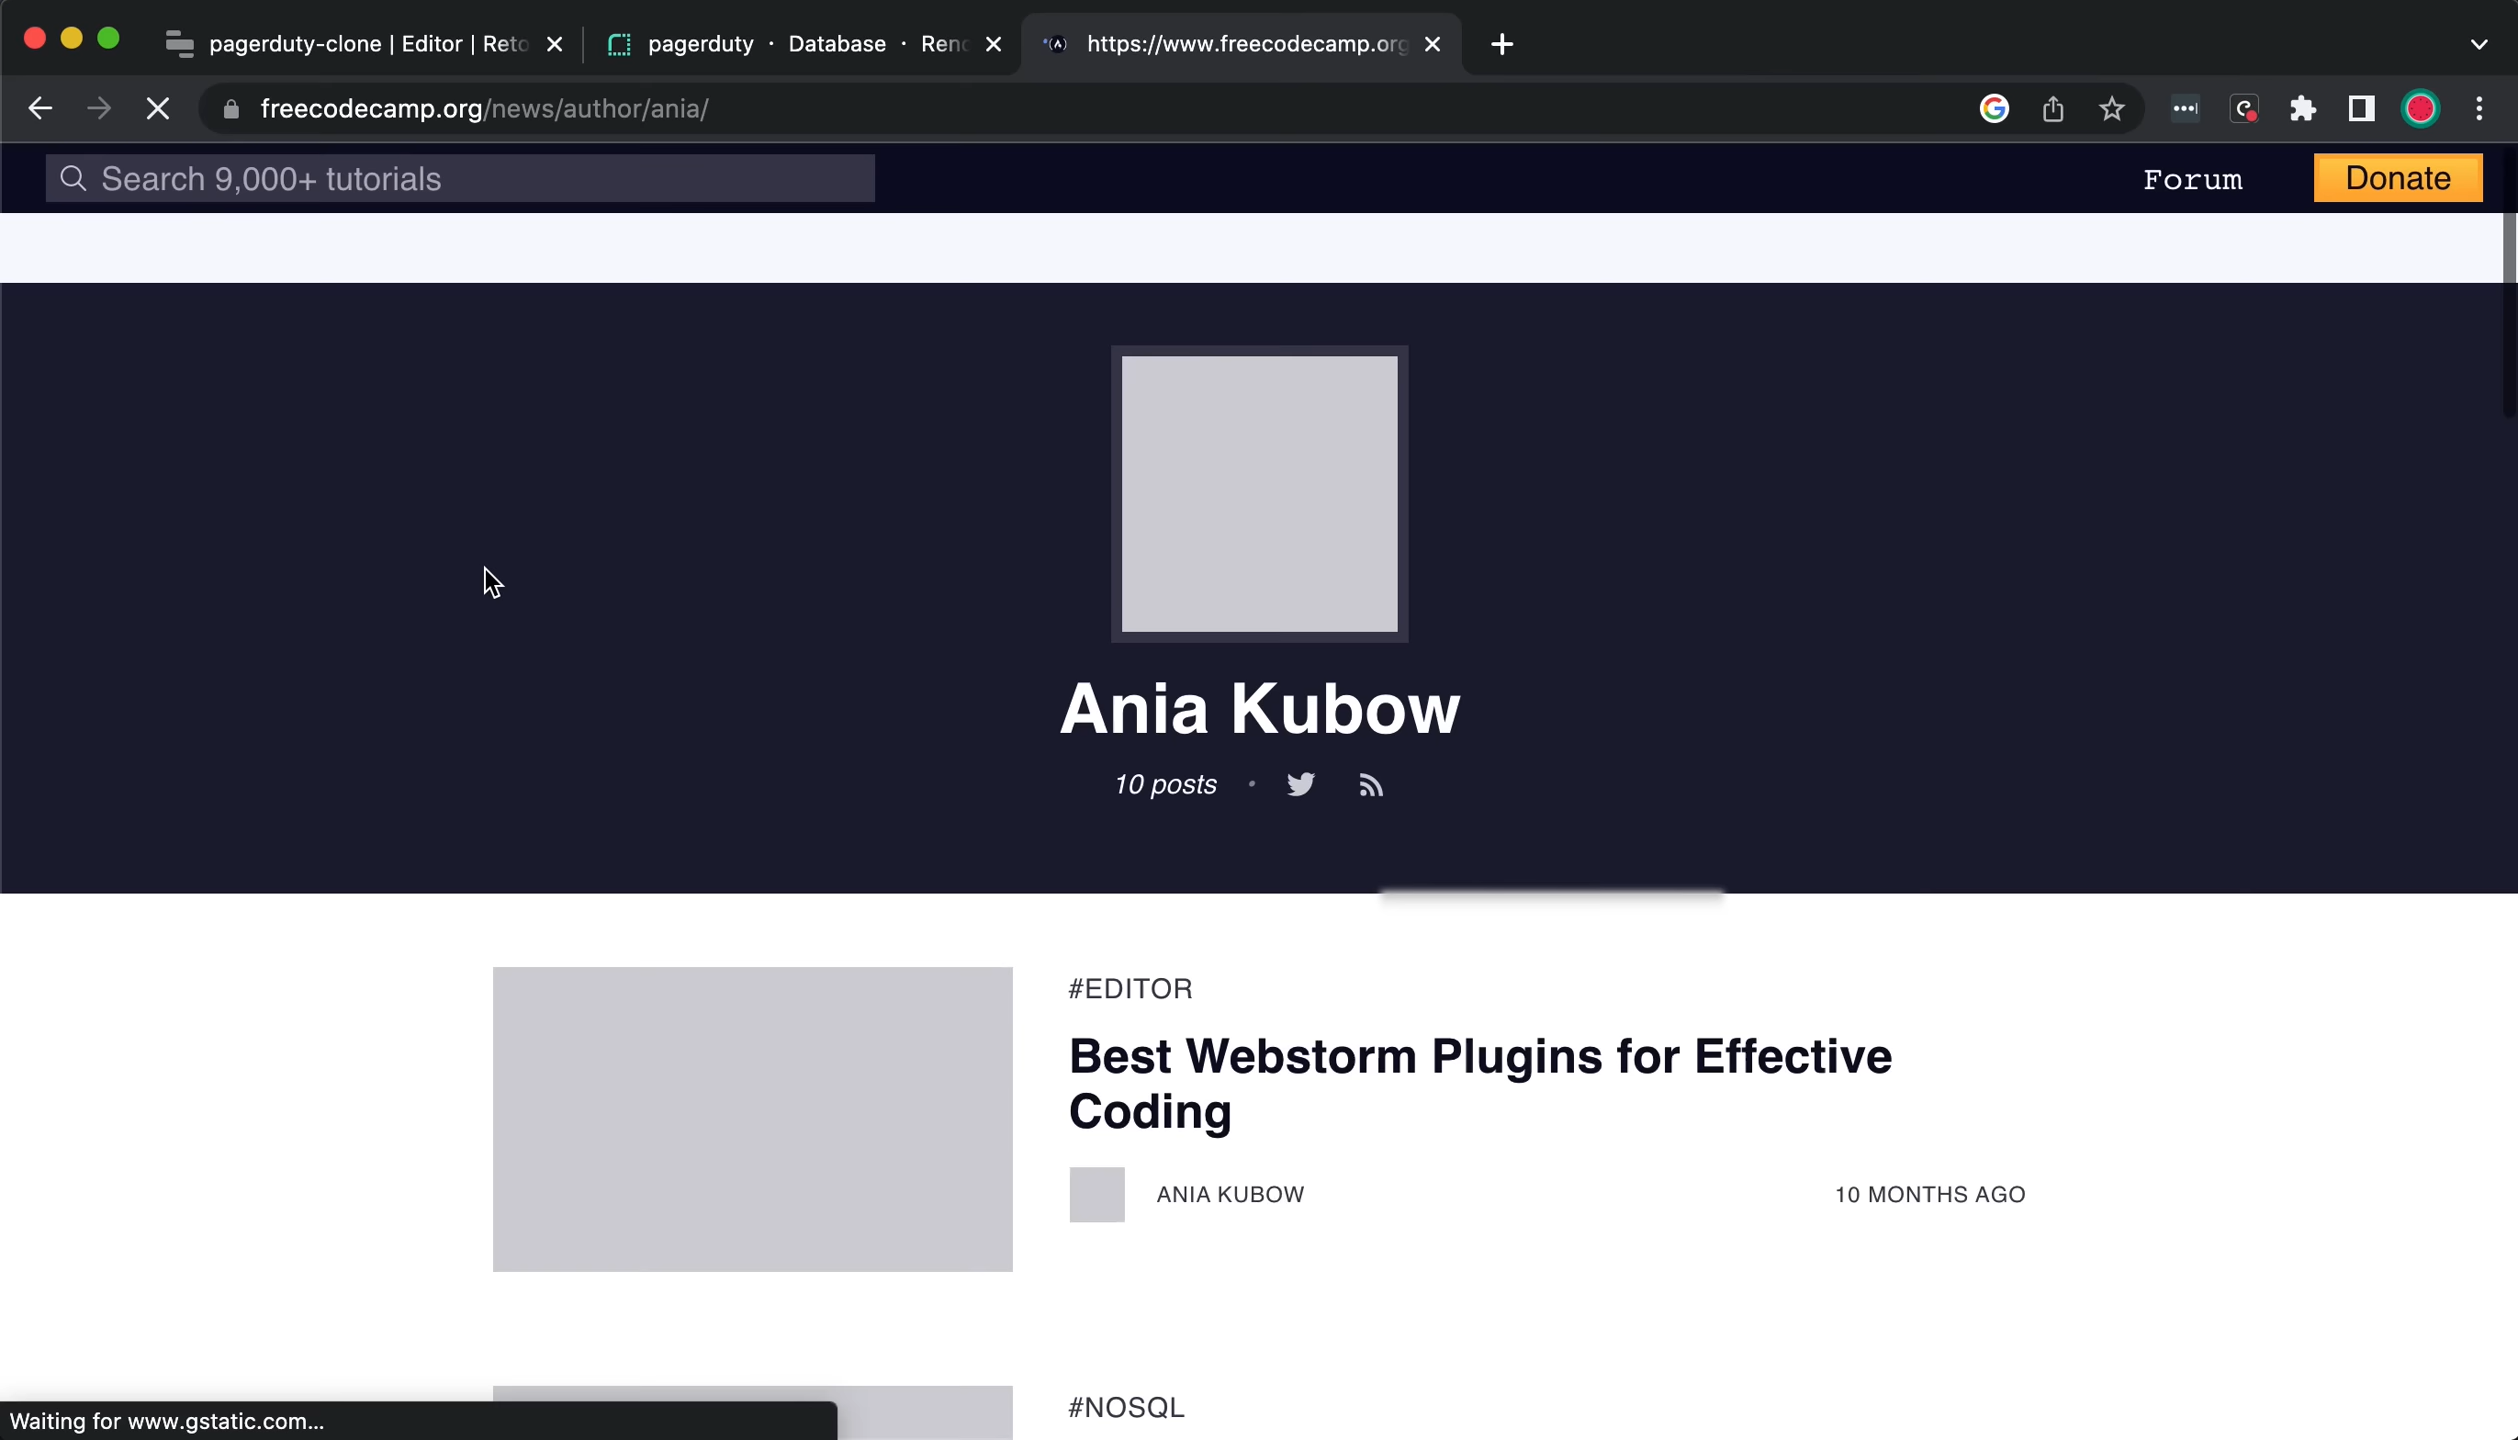 pagerduty-clone | Editor | Reto
pagerduty · Database · Ren
https://www.freecodecamp.org
freecodecamp.org/news/author/ania/
Search 9,000+ tutorials
Forum
Donate
Ania Kubow
10 posts •
#EDITOR
Best Webstorm Plugins for Effective
Coding
ANIA KUBOW
10 MONTHS AGO
#NOSQL
Waiting for www.gstatic.com...